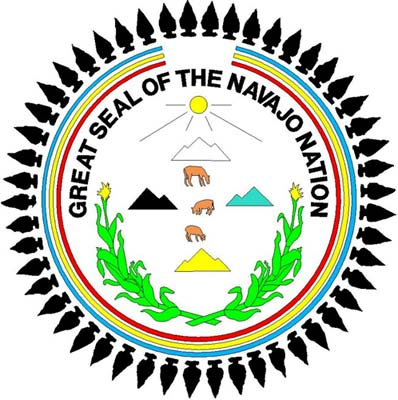 GREAT SEAL OF THE NAVAJO NATION